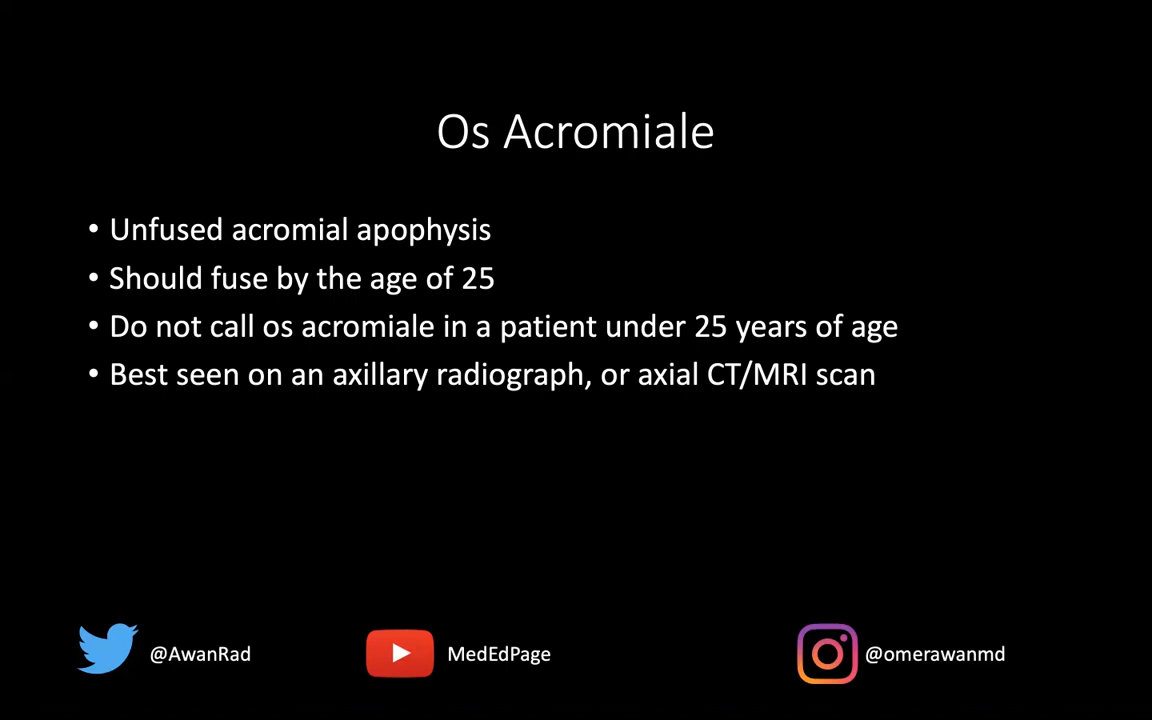 Os Acromiale
• Unfused acromial apophysis
• Should fuse by the age of 25
• Do not call os acromiale in a patient under 25 years of age
• Best seen on an axillary radiograph, or axial CT/MRI scan
@AwanRad MedEdPage @omerawanmd